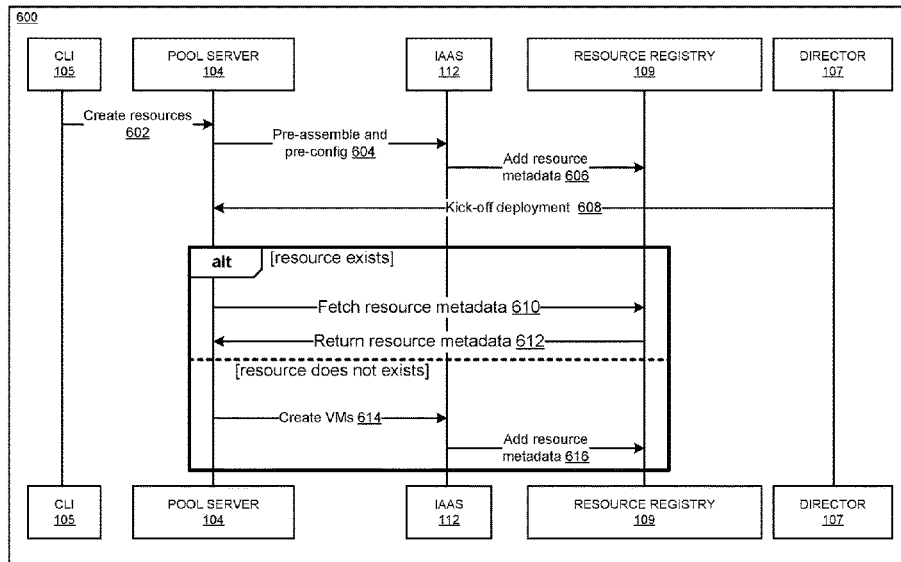 600
CLI
105
POOL SERVER
104
IAAS
112
RESOURCE REGISTRY
109
DIRECTOR
107
Create resources
602
Pre-assemble and
pre-config 604
Add resource
metadata 606
Kick-off deployment 608
alt [resource exists]
Fetch resource metadata 610
Return resource metadata 612
[resource does not exists]
Create VMs 614
Add resource
metadata 616
CLI
105
POOL SERVER
104
IAAS
112
RESOURCE REGISTRY
109
DIRECTOR
107